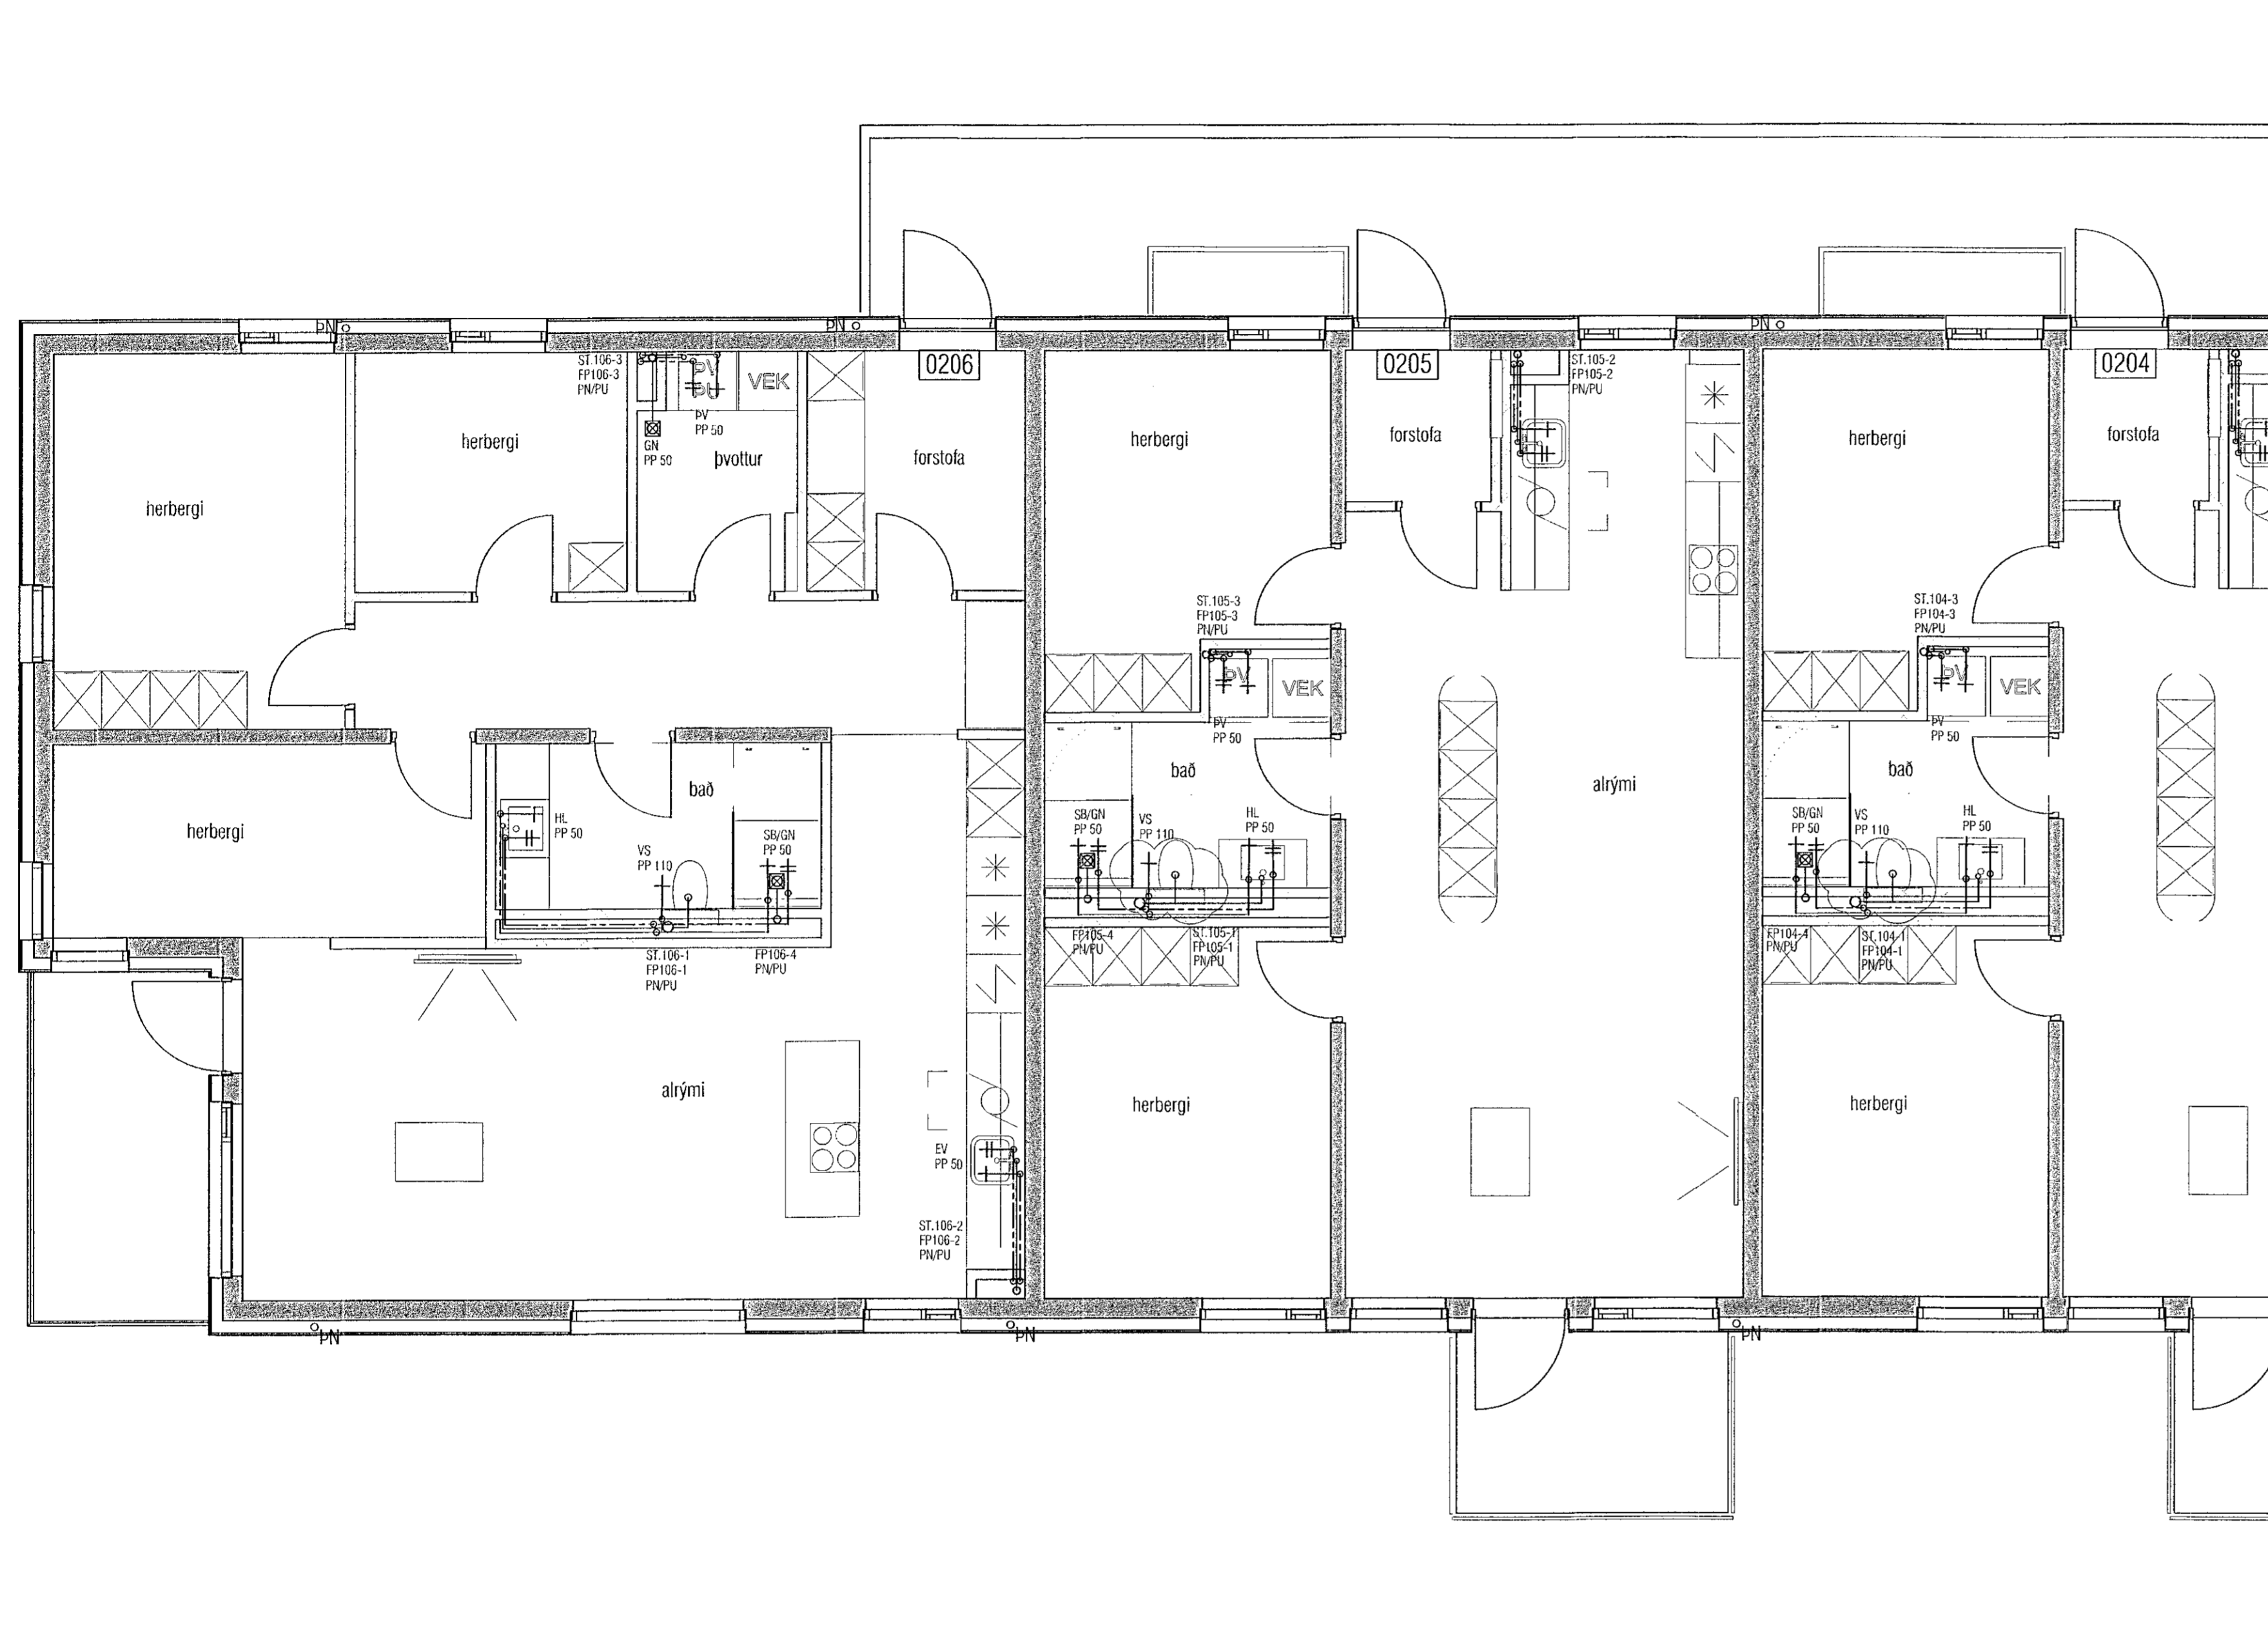 ÞN
ÞN
ÞN
0206
0205
0204
ST.106-3
FP106-3
PN/PU
ÞV
ÞU
VEK
ÞV
PP 50
GN
PP 50
herbergi
herbergi
þvottur
forstofa
herbergi
forstofa
ST.105-2
FP105-2
PN/PU
herbergi
forstofa
ST.105-3
FP105-3
PN/PU
ÞV
VEK
ÞV
PP 50
ST.104-3
FP104-3
PN/PU
ÞV
VEK
ÞV
PP 50
herbergi
bað
HL
PP 50
VS
PP 110
SB/GN
PP 50
bað
SB/GN
PP 50
VS
PP 110
HL
PP 50
alrými
bað
SB/GN
PP 50
VS
PP 110
HL
PP 50
ST.106-1
FP106-1
PN/PU
FP106-4
PN/PU
FP105-4
PN/PU
ST.105-1
FP105-1
PN/PU
FP104-4
PN/PU
ST.104-1
FP104-1
PN/PU
alrými
EV
PP 50
ST.106-2
FP106-2
PN/PU
herbergi
herbergi
ÞN
ÞN
ÞN